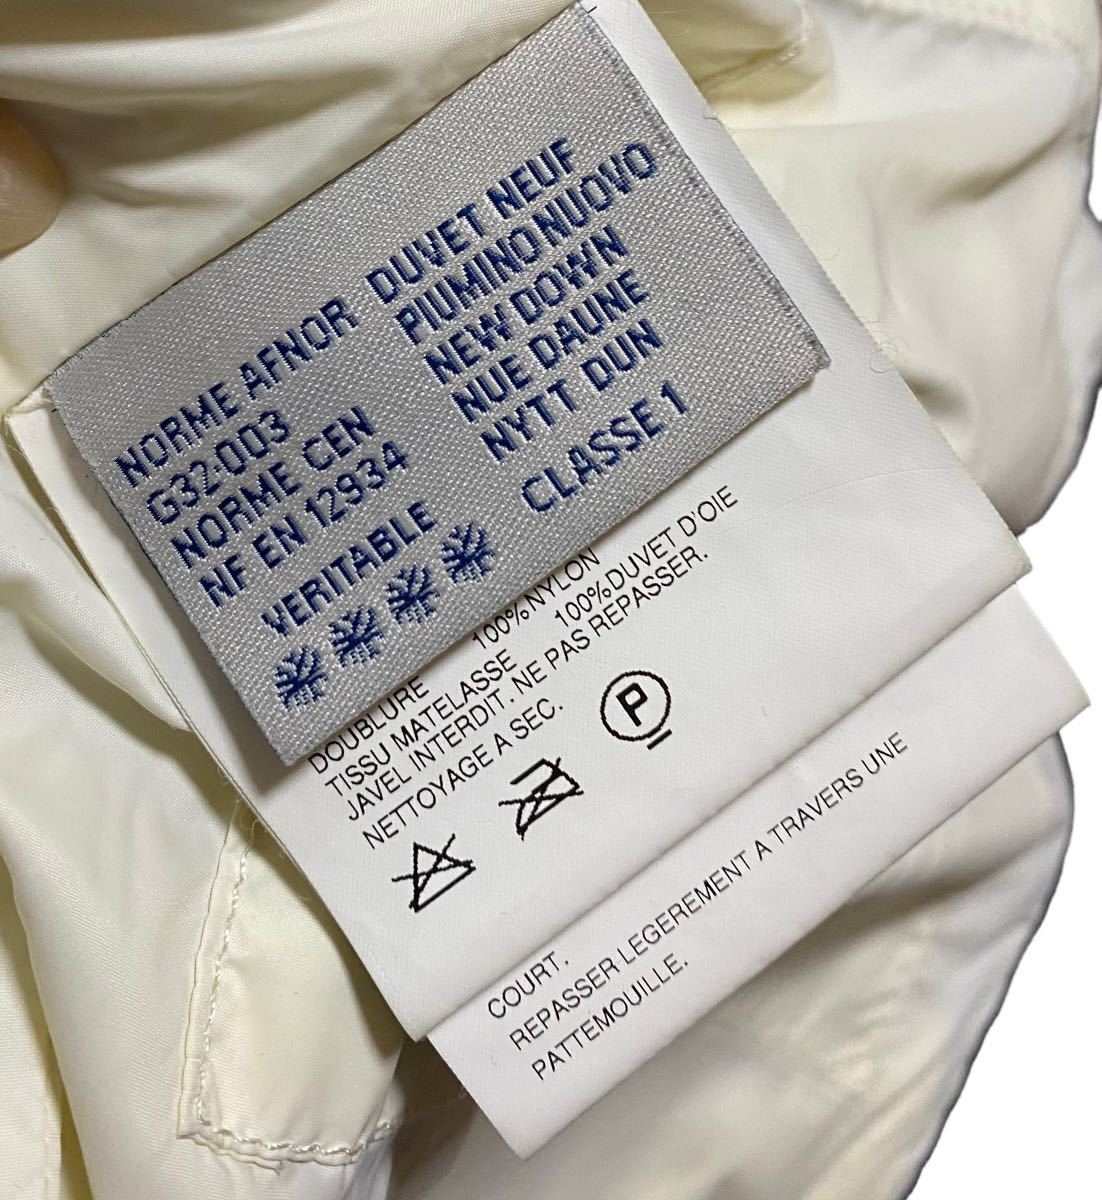 NORME AFNOR
G32-003
NORME CEN
NF EN 12934
VERITABLE
DUVET NEUF
PIUMINO NUOVO
NEW DOWN
NUE DAUNE
NYTT DUN
CLASSE 1
DOUBLURE 100%NYLON
TISSU MATELASSE 100%DUVET D'OIE
JAVEL INTERDIT. NE PAS REPASSER.
NETTOYAGE A SEC.
P
COURT.
REPASSER LEGEREMENT A TRAVERS UNE
PATTEMOUILLE.